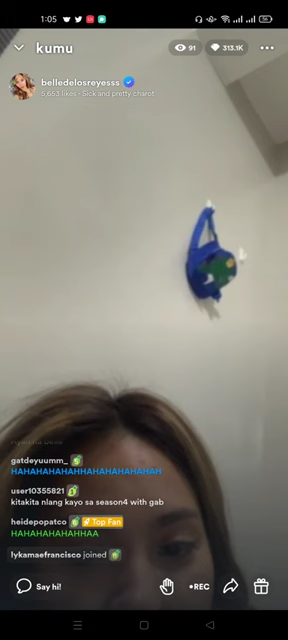 1:05
kumu
91
313.1K
belledelosreyesss
5,653 likes · Sick and pretty charot
gatdeyuumm_
HAHAHAHAHAHHAHAHAHAHAHAH
user10355821
kitakita nlang kayo sa season4 with gab
heidepopatco Top Fan
HAHAHAHAHAHHAA
lykamaefrancisco joined
Say hi!
REC